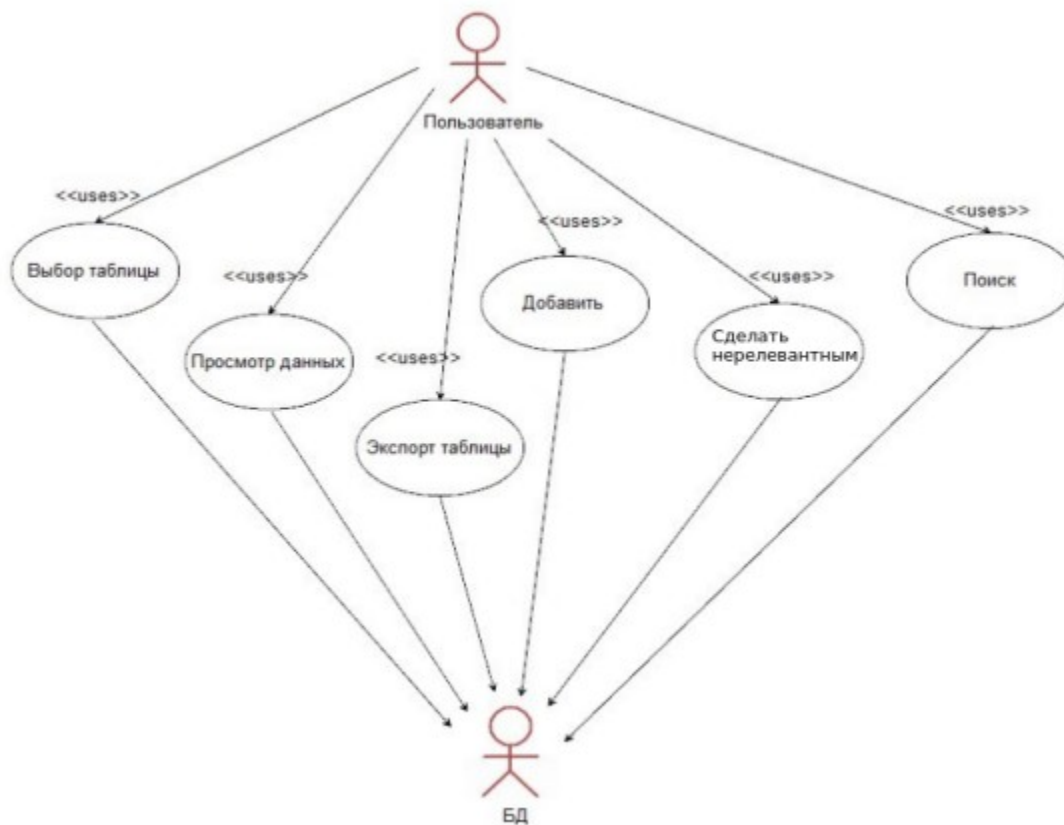 Пользователь
<<uses>>
Выбор таблицы
<<uses>>
Просмотр данных
<<uses>>
Экспорт таблицы
<<uses>>
Добавить
<<uses>>
Сделать
нерелевантным
<<uses>>
Поиск
БД